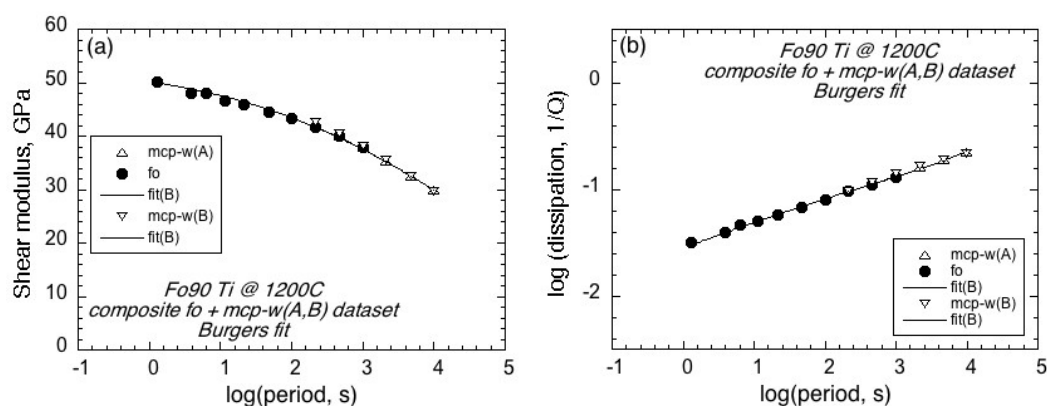 (a)
60
50
40
30
20
10
0
Shear modulus, GPa
mcp-w(A)
fo
fit(B)
mcp-w(B)
fit(B)
Fo90 Ti @ 1200C
composite fo + mcp-w(A,B) dataset
Burgers fit
-1 0 1 2 3 4 5
log(period, s)
(b)
Fo90 Ti @ 1200C
composite fo + mcp-w(A,B) dataset
Burgers fit
0
-1
-2
log (dissipation, 1/Q)
mcp-w(A)
fo
fit(B)
mcp-w(B)
fit(B)
-1 0 1 2 3 4 5
log(period, s)